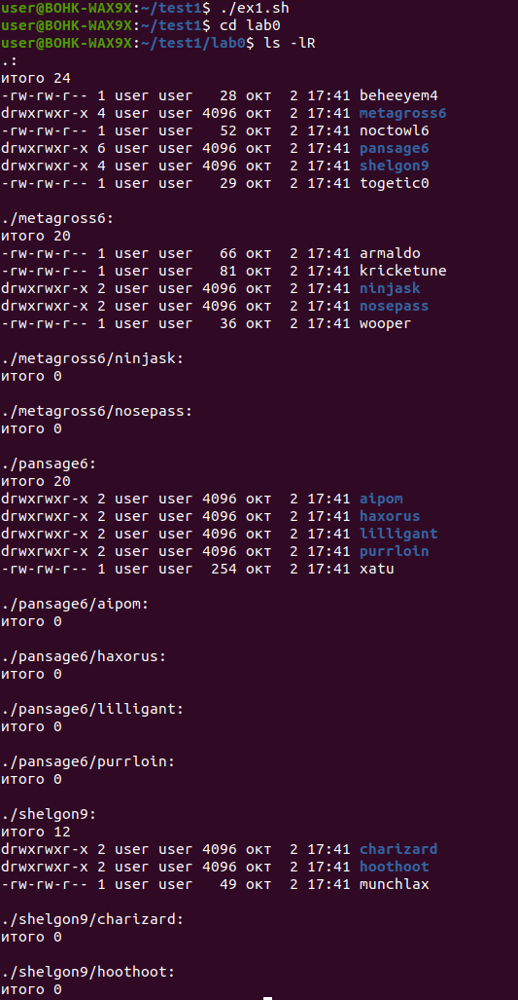 user@BOHK-WAX9X:~/test1$ ./ex1.sh
user@BOHK-WAX9X:~/test1$ cd lab0
user@BOHK-WAX9X:~/test1/lab0$ ls -lR
.:
итого 24
-rw-rw-r-- 1 user user   28 окт  2 17:41 beheeyem4
drwxrwxr-x 4 user user 4096 окт  2 17:41 metagross6
-rw-rw-r-- 1 user user   52 окт  2 17:41 noctowl6
drwxrwxr-x 6 user user 4096 окт  2 17:41 pansage6
drwxrwxr-x 4 user user 4096 окт  2 17:41 shelgon9
-rw-rw-r-- 1 user user   29 окт  2 17:41 togetic0

./metagross6:
итого 20
-rw-rw-r-- 1 user user   66 окт  2 17:41 armaldo
-rw-rw-r-- 1 user user   81 окт  2 17:41 kricketune
drwxrwxr-x 2 user user 4096 окт  2 17:41 ninjask
drwxrwxr-x 2 user user 4096 окт  2 17:41 nosepass
-rw-rw-r-- 1 user user   36 окт  2 17:41 wooper

./metagross6/ninjask:
итого 0

./metagross6/nosepass:
итого 0

./pansage6:
итого 20
drwxrwxr-x 2 user user 4096 окт  2 17:41 aipom
drwxrwxr-x 2 user user 4096 окт  2 17:41 haxorus
drwxrwxr-x 2 user user 4096 окт  2 17:41 lilligant
drwxrwxr-x 2 user user 4096 окт  2 17:41 purrloin
-rw-rw-r-- 1 user user  254 окт  2 17:41 xatu

./pansage6/aipom:
итого 0

./pansage6/haxorus:
итого 0

./pansage6/lilligant:
итого 0

./pansage6/purrloin:
итого 0

./shelgon9:
итого 12
drwxrwxr-x 2 user user 4096 окт  2 17:41 charizard
drwxrwxr-x 2 user user 4096 окт  2 17:41 hoothoot
-rw-rw-r-- 1 user user   49 окт  2 17:41 munchlax

./shelgon9/charizard:
итого 0

./shelgon9/hoothoot:
итого 0